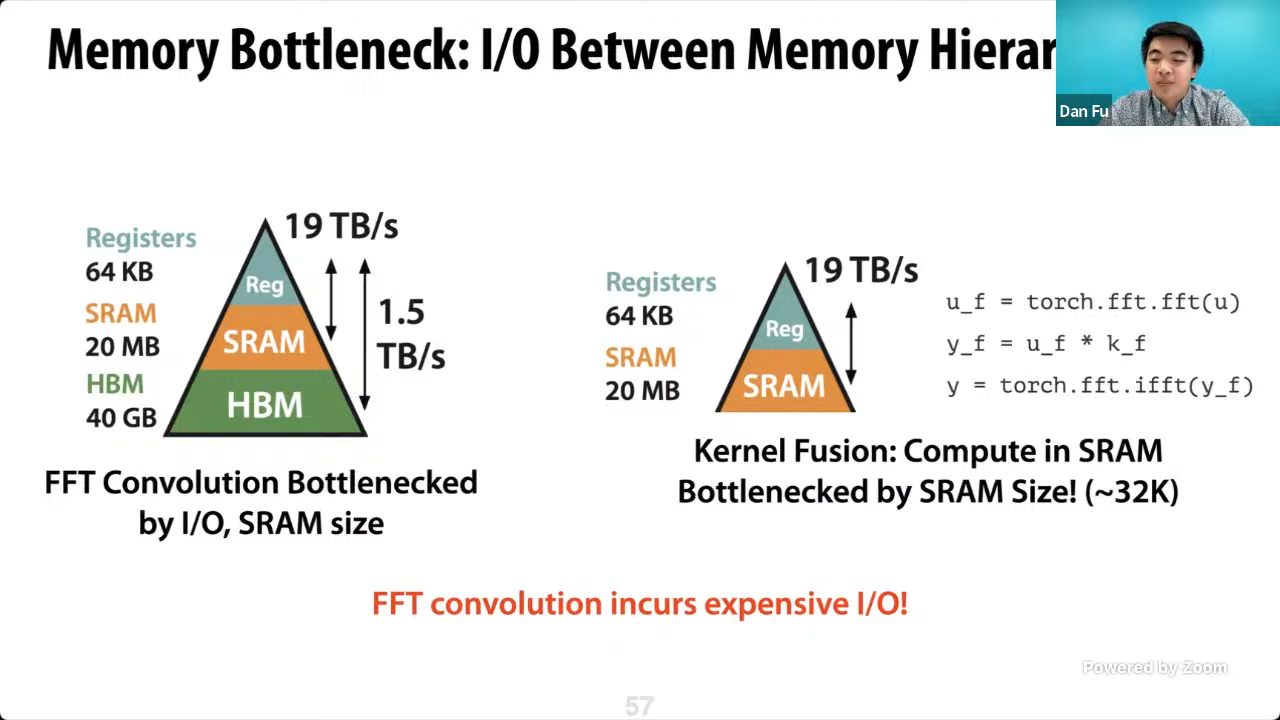 Memory Bottleneck: I/O Between Memory Hierar
Dan Fu
Registers
64 KB
SRAM
20 MB
HBM
40 GB
Reg
SRAM
HBM
19 TB/s
1.5
TB/s
FFT Convolution Bottlenecked
by I/O, SRAM size
Registers
64 KB
SRAM
20 MB
Reg
SRAM
19 TB/s
u_f = torch.fft.fft(u)
y_f = u_f * k_f
y = torch.fft.ifft(y_f)
Kernel Fusion: Compute in SRAM
Bottlenecked by SRAM Size! (~32K)
FFT convolution incurs expensive I/O!
Powered by Zoom
57